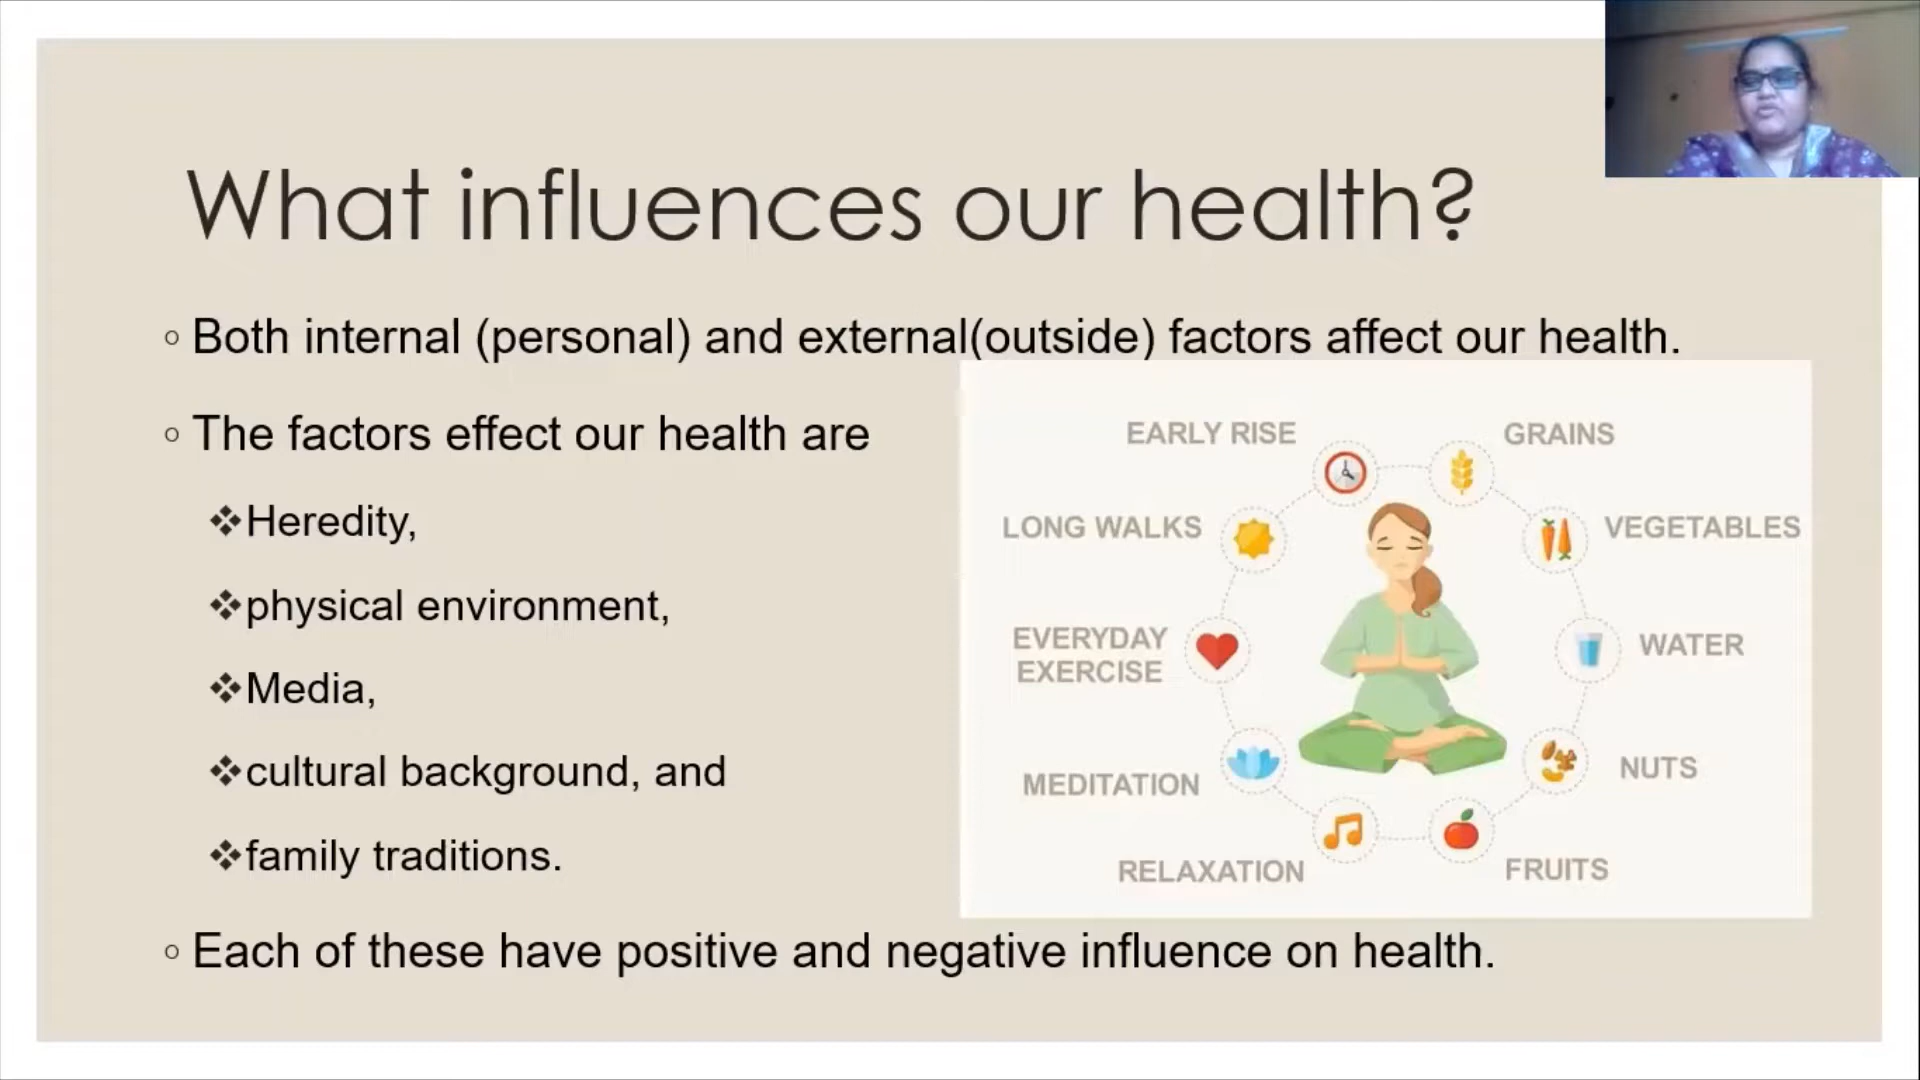 What influences our health?
◦ Both internal (personal) and external(outside) factors affect our health.
◦ The factors effect our health are
❖Heredity,
❖physical environment,
❖Media,
❖cultural background, and
❖family traditions.
EARLY RISE
GRAINS
LONG WALKS
VEGETABLES
EVERYDAY
EXERCISE
WATER
MEDITATION
NUTS
RELAXATION
FRUITS
◦ Each of these have positive and negative influence on health.